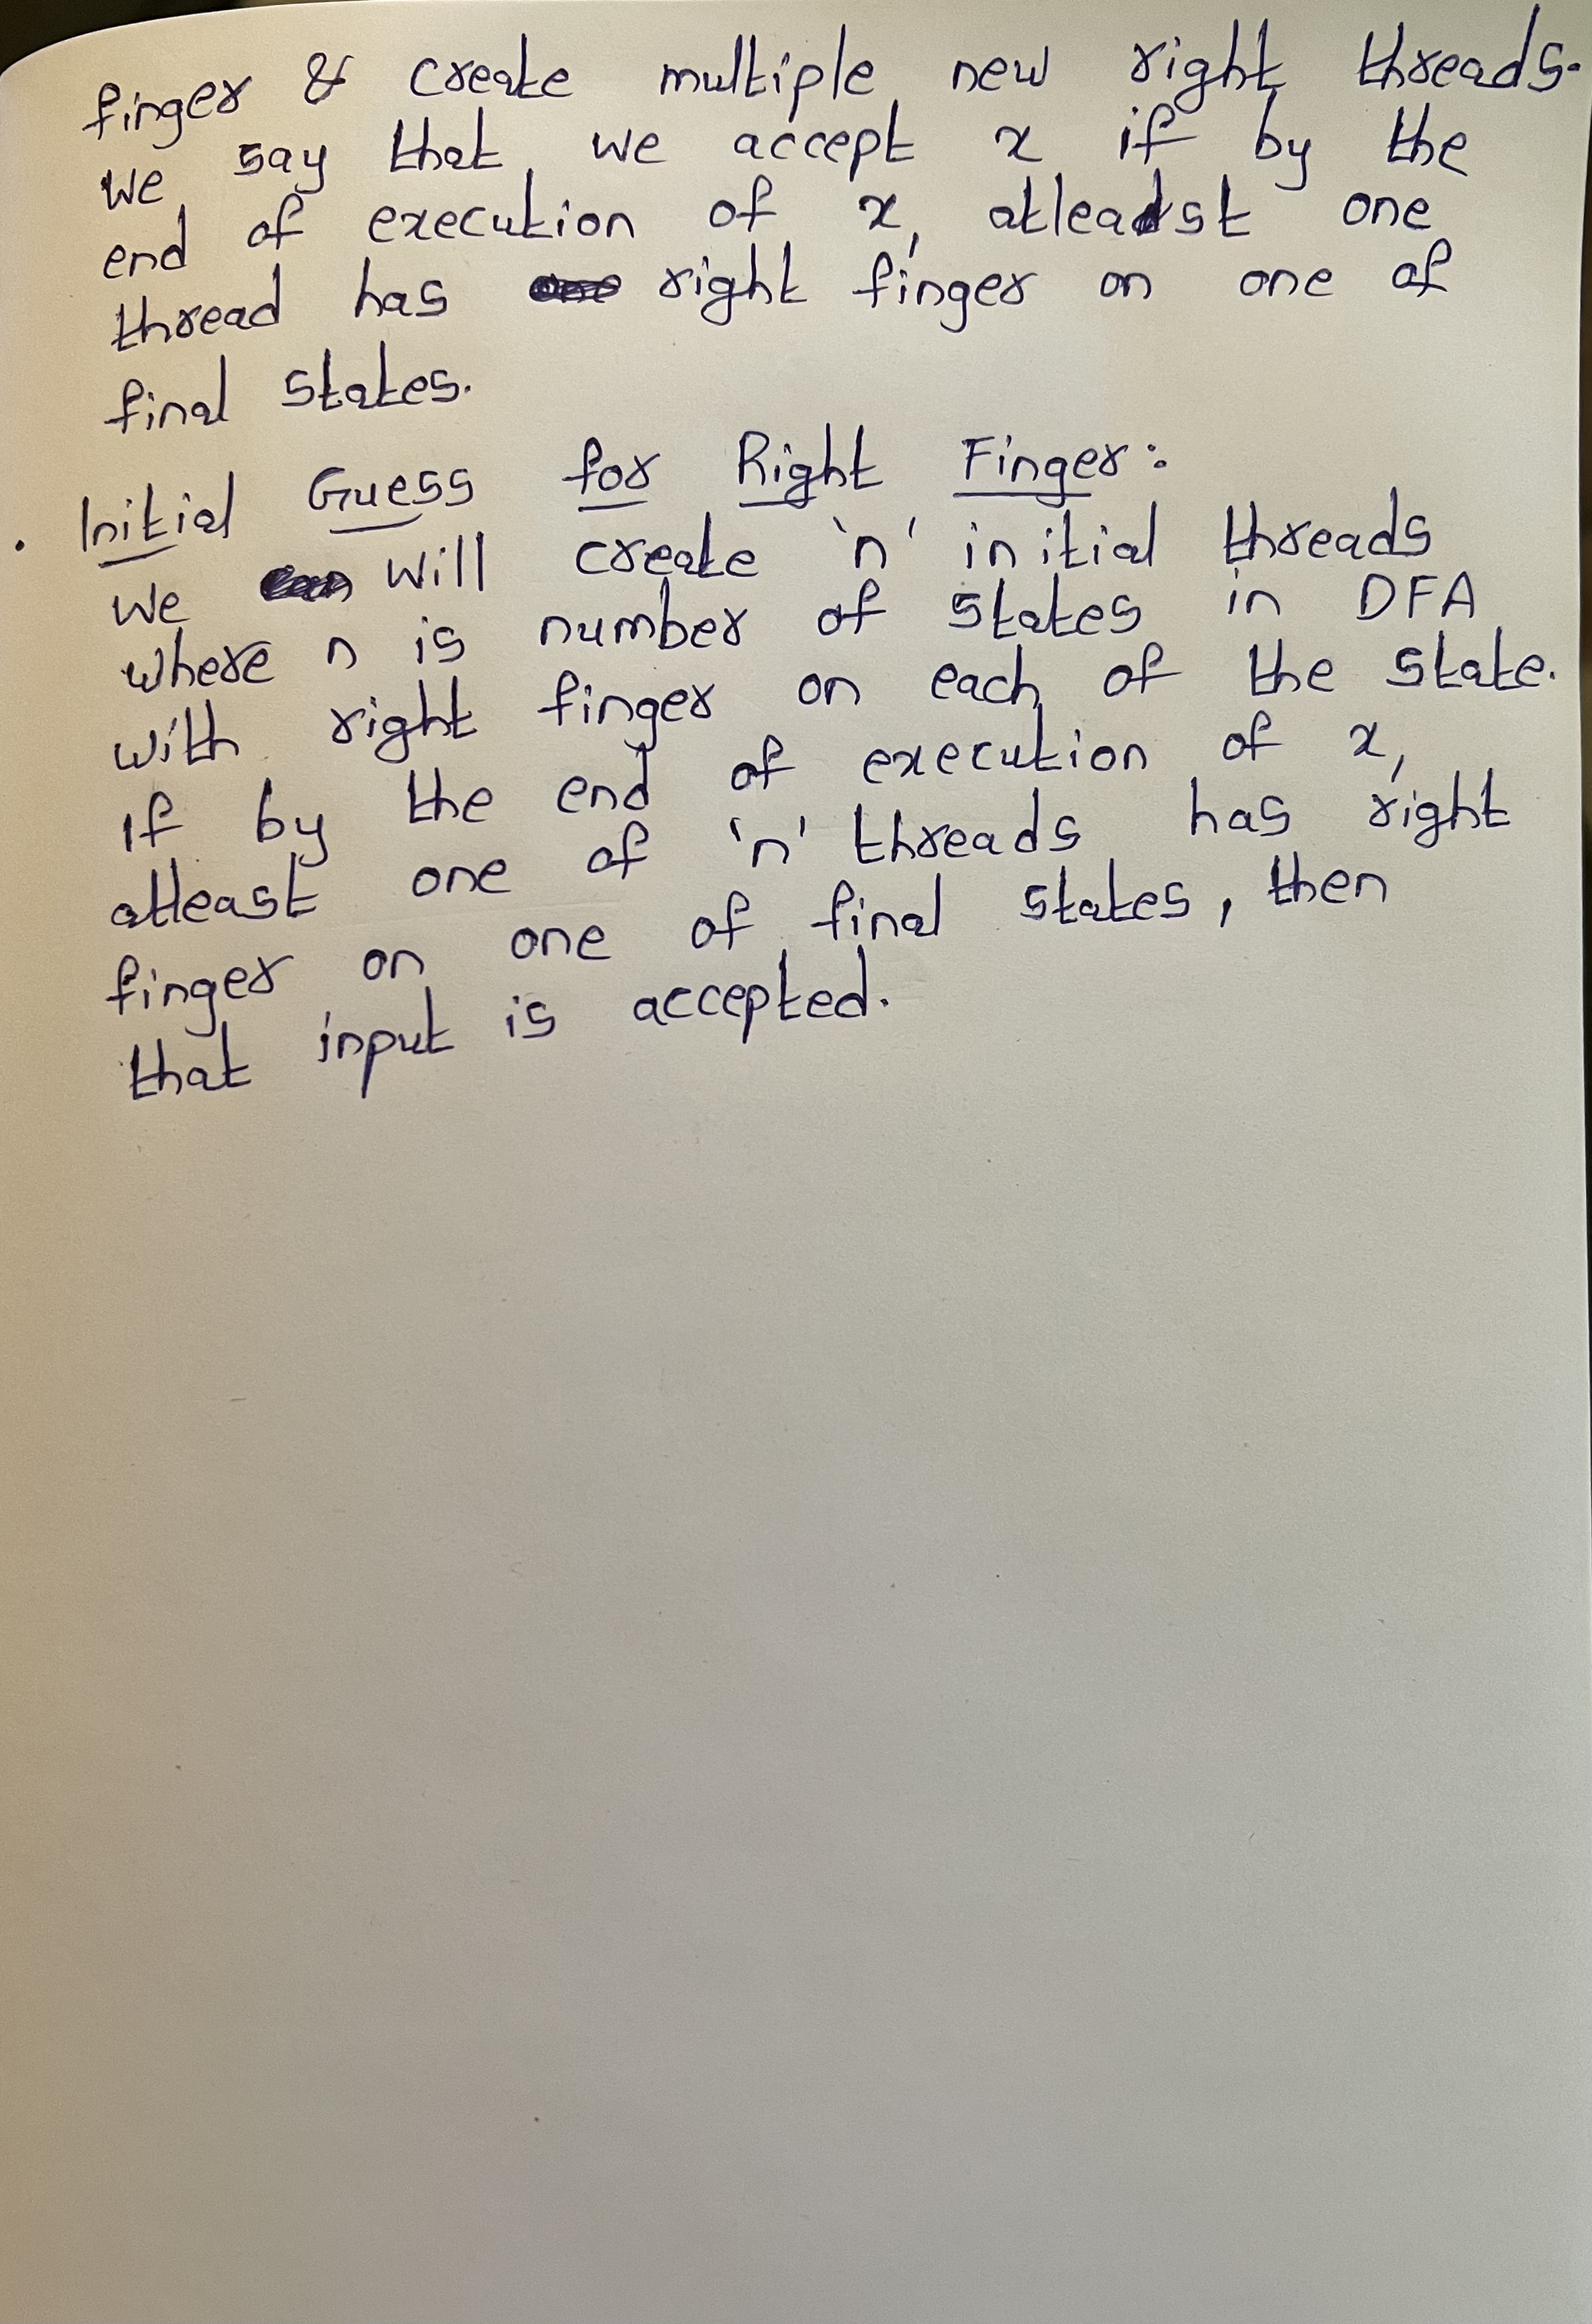 finger & create multiple new right threads.
we say that we accept x if by the
end of execution of x, atleast one
thread has right finger on one of
final states.
. Initial Guess for Right Finger:
we will create 'n' initial threads
where n is number of states in DFA
with right finger on each of the state.
If by the end of execution of x,
atleast one of 'n' threads has right
finger on one of final states, then
that input is accepted.